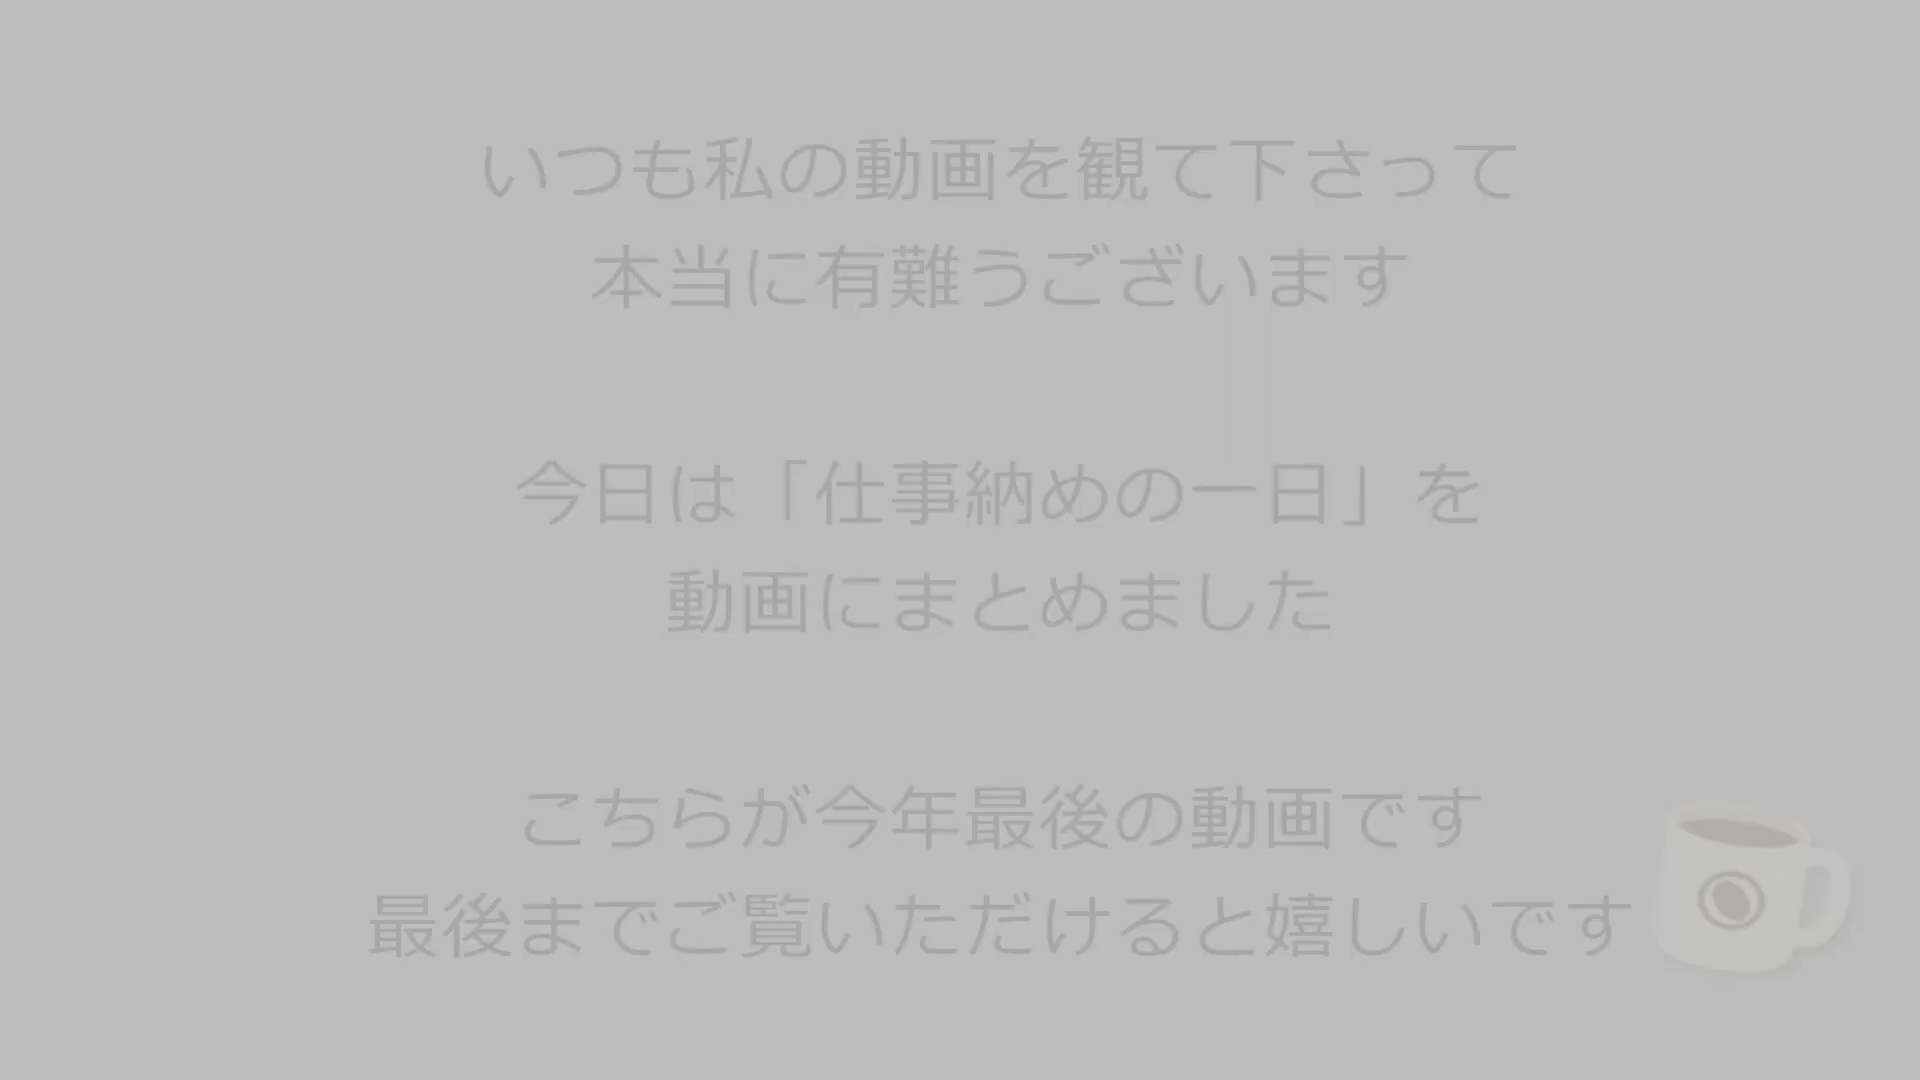 いつも私の動画を観て下さって
本当に有難うございます
今日は「仕事納めの一日」を
動画にまとめました
こちらが今年最後の動画です
最後までご覧いただけると嬉しいです